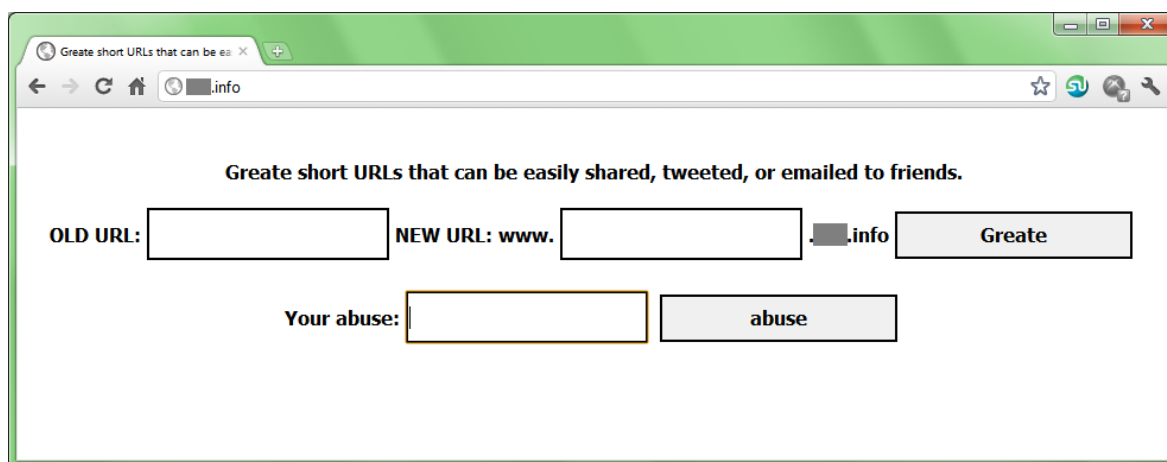 Greate short URLs that can be ea
.info
Greate short URLs that can be easily shared, tweeted, or emailed to friends.
OLD URL: NEW URL: www. . .info Greate
Your abuse: abuse